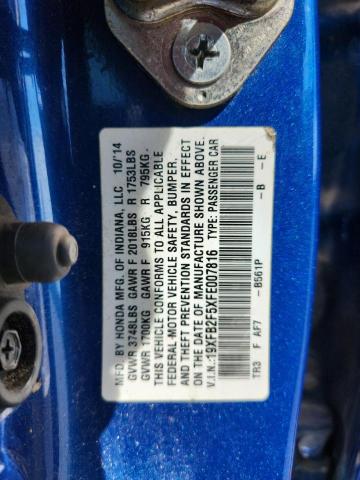 MFD. BY HONDA MFG. OF INDIANA, LLC 10/14
GVWR 3748LBS GAWR F 2018LBS R 1753LBS
GVWR 1700KG GAWR F 915KG R 795KG
THIS VEHICLE CONFORMS TO ALL APPLICABLE
FEDERAL MOTOR VEHICLE SAFETY, BUMPER,
AND THEFT PREVENTION STANDARDS IN EFFECT
ON THE DATE OF MANUFACTURE SHOWN ABOVE.
V.I.N.:19XFB2F5XFE007816 TYPE: PASSENGER CAR
TR3 F AF7 -B561P -B -E